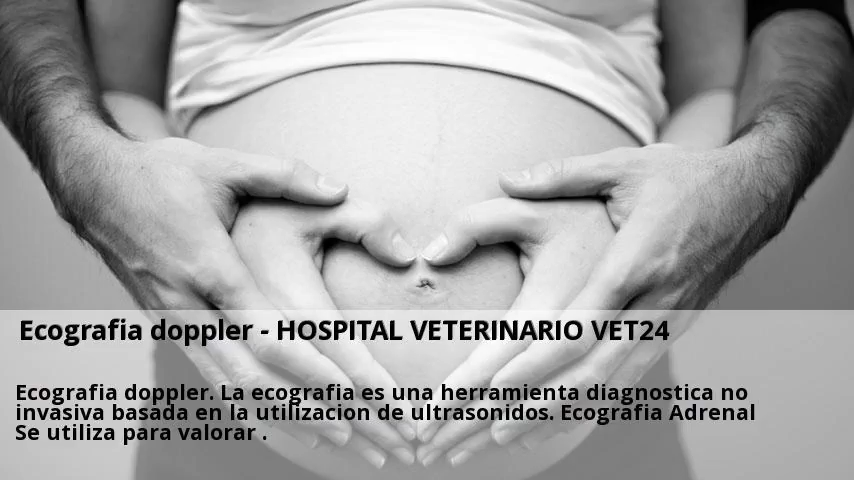 Ecografia doppler - HOSPITAL VETERINARIO VET24
Ecografia doppler. La ecografia es una herramienta diagnostica no
invasiva basada en la utilizacion de ultrasonidos. Ecografia Adrenal
Se utiliza para valorar .